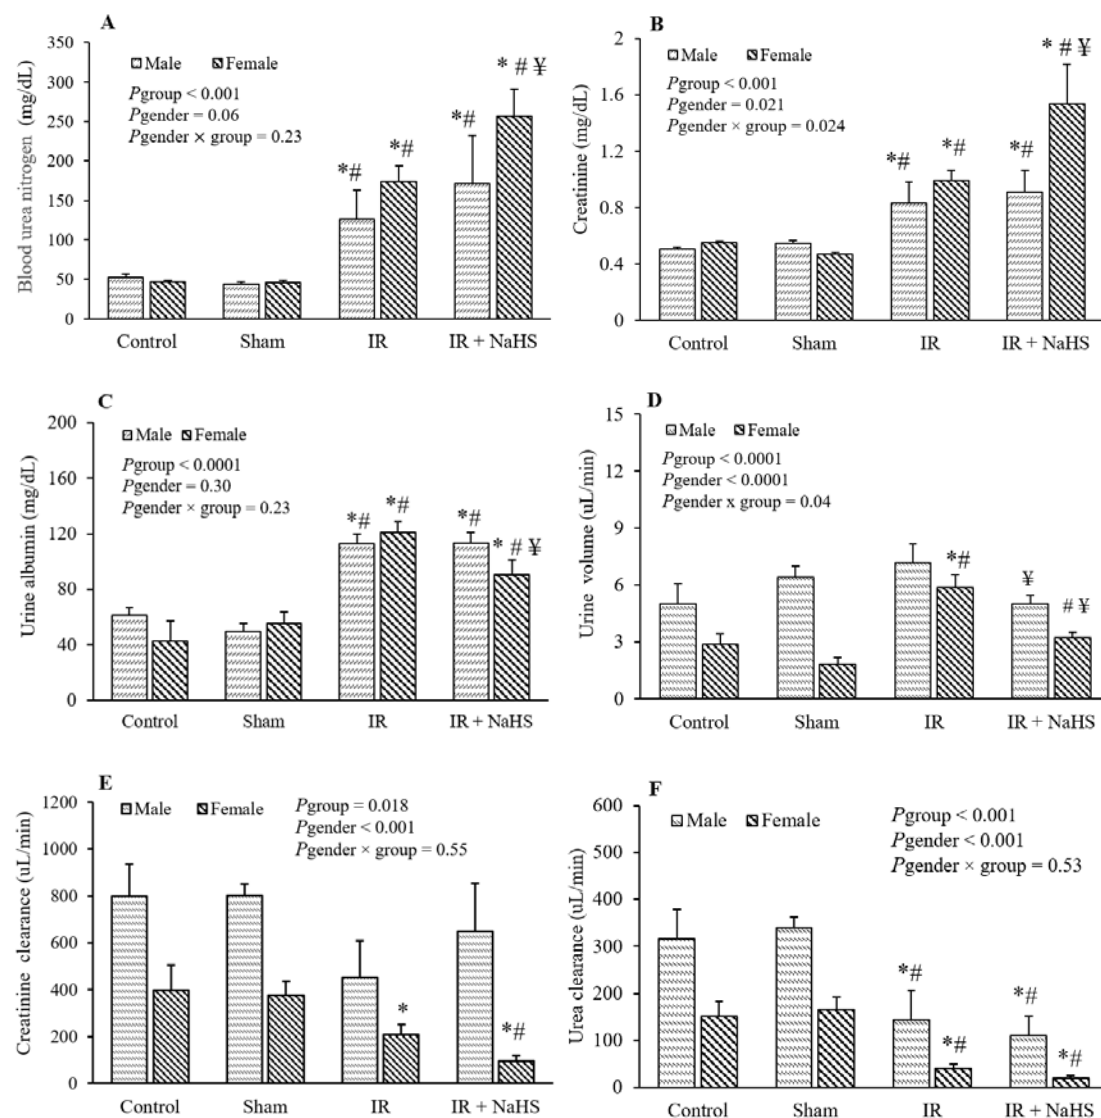 A
Blood urea nitrogen (mg/dL)
350
300
250
200
150
100
50
0
Male Female
Pgroup < 0.001
Pgender = 0.06
Pgender × group = 0.23
*#
*#
*#
* # ¥
Control Sham IR IR + NaHS
B
Creatinine (mg/dL)
2
1.6
1.2
0.8
0.4
0
Male Female
Pgroup < 0.001
Pgender = 0.021
Pgender × group = 0.024
*#
*#
*#
* # ¥
Control Sham IR IR + NaHS
C
Urine albumin (mg/dL)
200
160
120
80
40
0
Male Female
Pgroup < 0.0001
Pgender = 0.30
Pgender × group = 0.23
*#
*#
*#
* # ¥
Control Sham IR IR + NaHS
D
Urine volume (uL/min)
15
12
9
6
3
0
Male Female
Pgroup < 0.0001
Pgender < 0.0001
Pgender x group = 0.04
*#
¥
# ¥
Control Sham IR IR + NaHS
E
Creatinine clearance (uL/min)
1200
1000
800
600
400
200
0
Male Female
Pgroup = 0.018
Pgender < 0.001
Pgender × group = 0.55
*
*#
Control Sham IR IR + NaHS
F
Urea clearance (uL/min)
600
500
400
300
200
100
0
Male Female
Pgroup < 0.001
Pgender < 0.001
Pgender × group = 0.53
*#
*#
*#
*#
Control Sham IR IR + NaHS